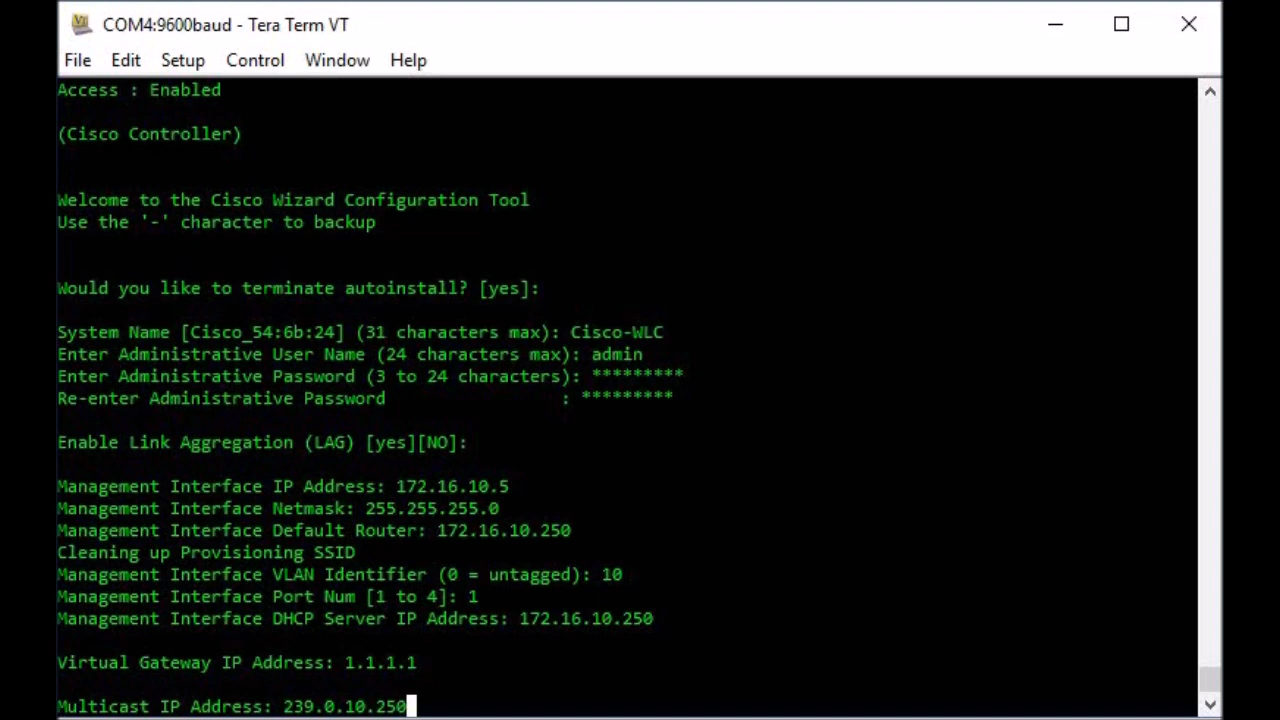 COM4:9600baud - Tera Term VT
File Edit Setup Control Window Help
Access : Enabled
(Cisco Controller)
Welcome to the Cisco Wizard Configuration Tool
Use the '-' character to backup
Would you like to terminate autoinstall? [yes]:
System Name [Cisco_54:6b:24] (31 characters max): Cisco-WLC
Enter Administrative User Name (24 characters max): admin
Enter Administrative Password (3 to 24 characters): *********
Re-enter Administrative Password : *********
Enable Link Aggregation (LAG) [yes][NO]:
Management Interface IP Address: 172.16.10.5
Management Interface Netmask: 255.255.255.0
Management Interface Default Router: 172.16.10.250
Cleaning up Provisioning SSID
Management Interface VLAN Identifier (0 = untagged): 10
Management Interface Port Num [1 to 4]: 1
Management Interface DHCP Server IP Address: 172.16.10.250
Virtual Gateway IP Address: 1.1.1.1
Multicast IP Address: 239.0.10.250